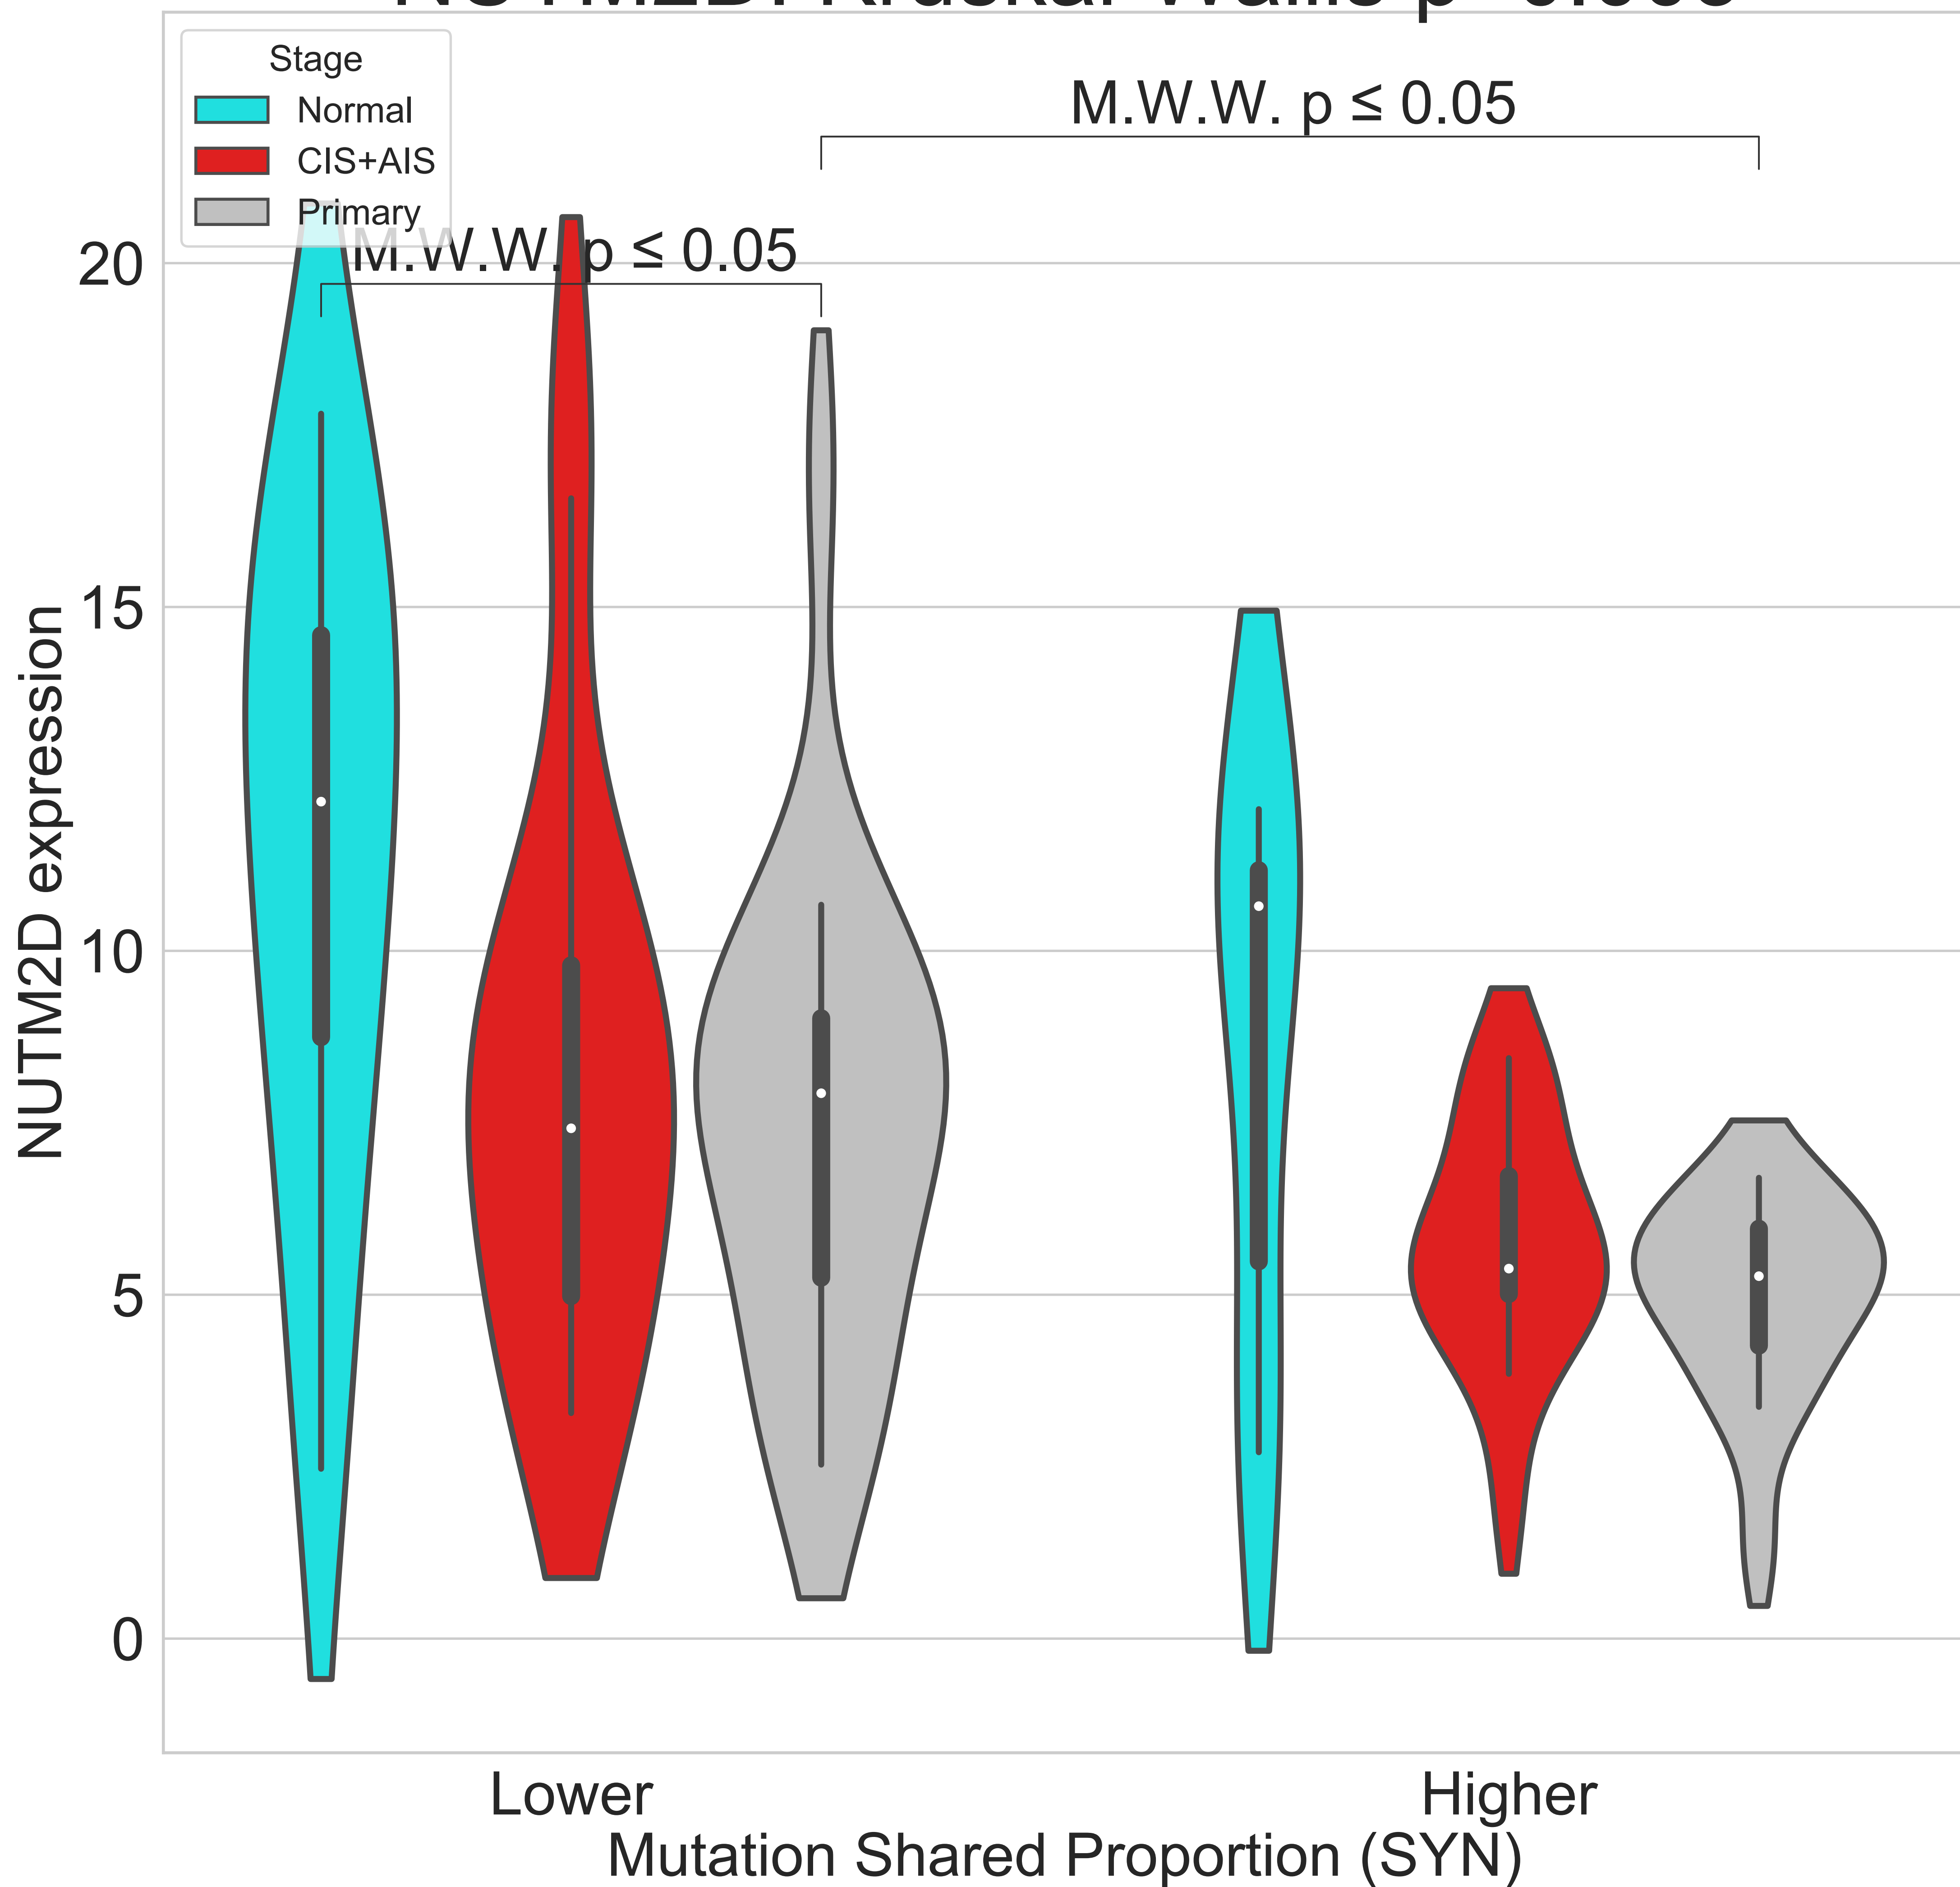 Stage
Normal
CIS+AIS
Primary
M.W.W. p ≤ 0.05
M.W.W. p ≤ 0.05
20
15
10
5
0
NUTM2D expression
Lower
Higher
Mutation Shared Proportion (SYN)